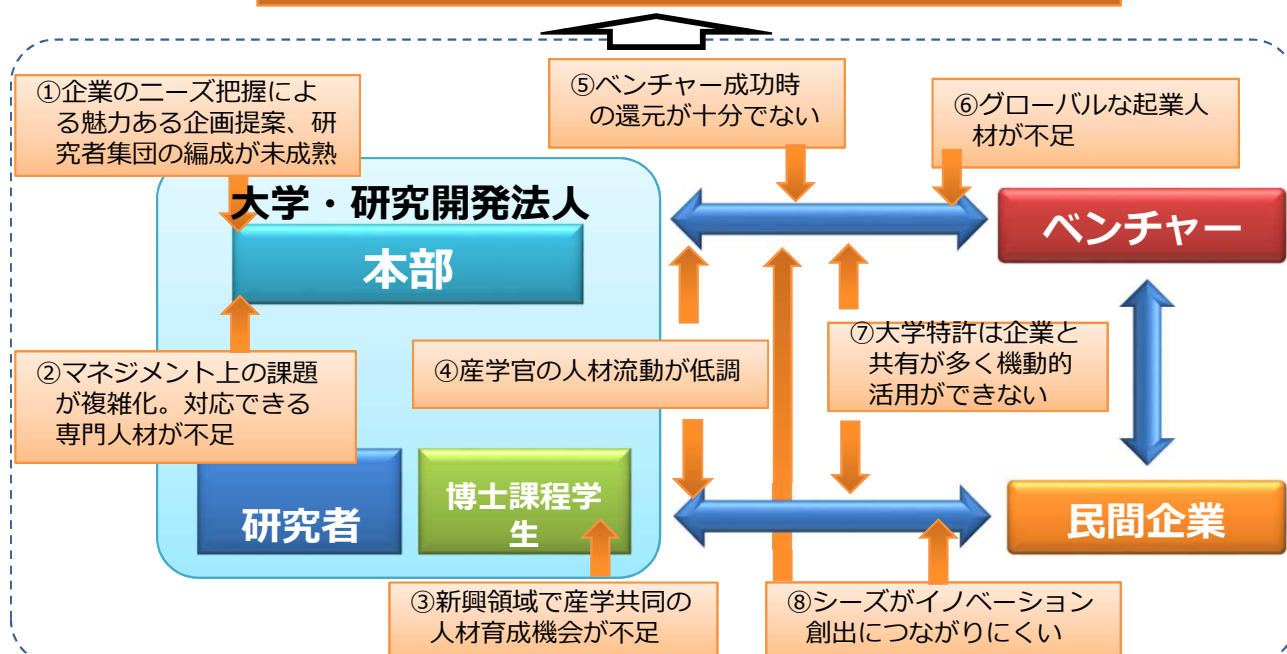 ①企業のニーズ把握によ
る魅力ある企画提案、研
究者集団の編成が未成熟
⑤ベンチャー成功時
の還元が十分でない
⑥グローバルな起業人
材が不足
大学・研究開発法人
本部
ベンチャー
②マネジメント上の課題
が複雑化。対応できる
専門人材が不足
④産学官の人材流動が低調
⑦大学特許は企業と
共有が多く機動的
活用ができない
研究者
博士課程学
生
民間企業
③新興領域で産学共同の
人材育成機会が不足
⑧シーズがイノベーション
創出につながりにくい